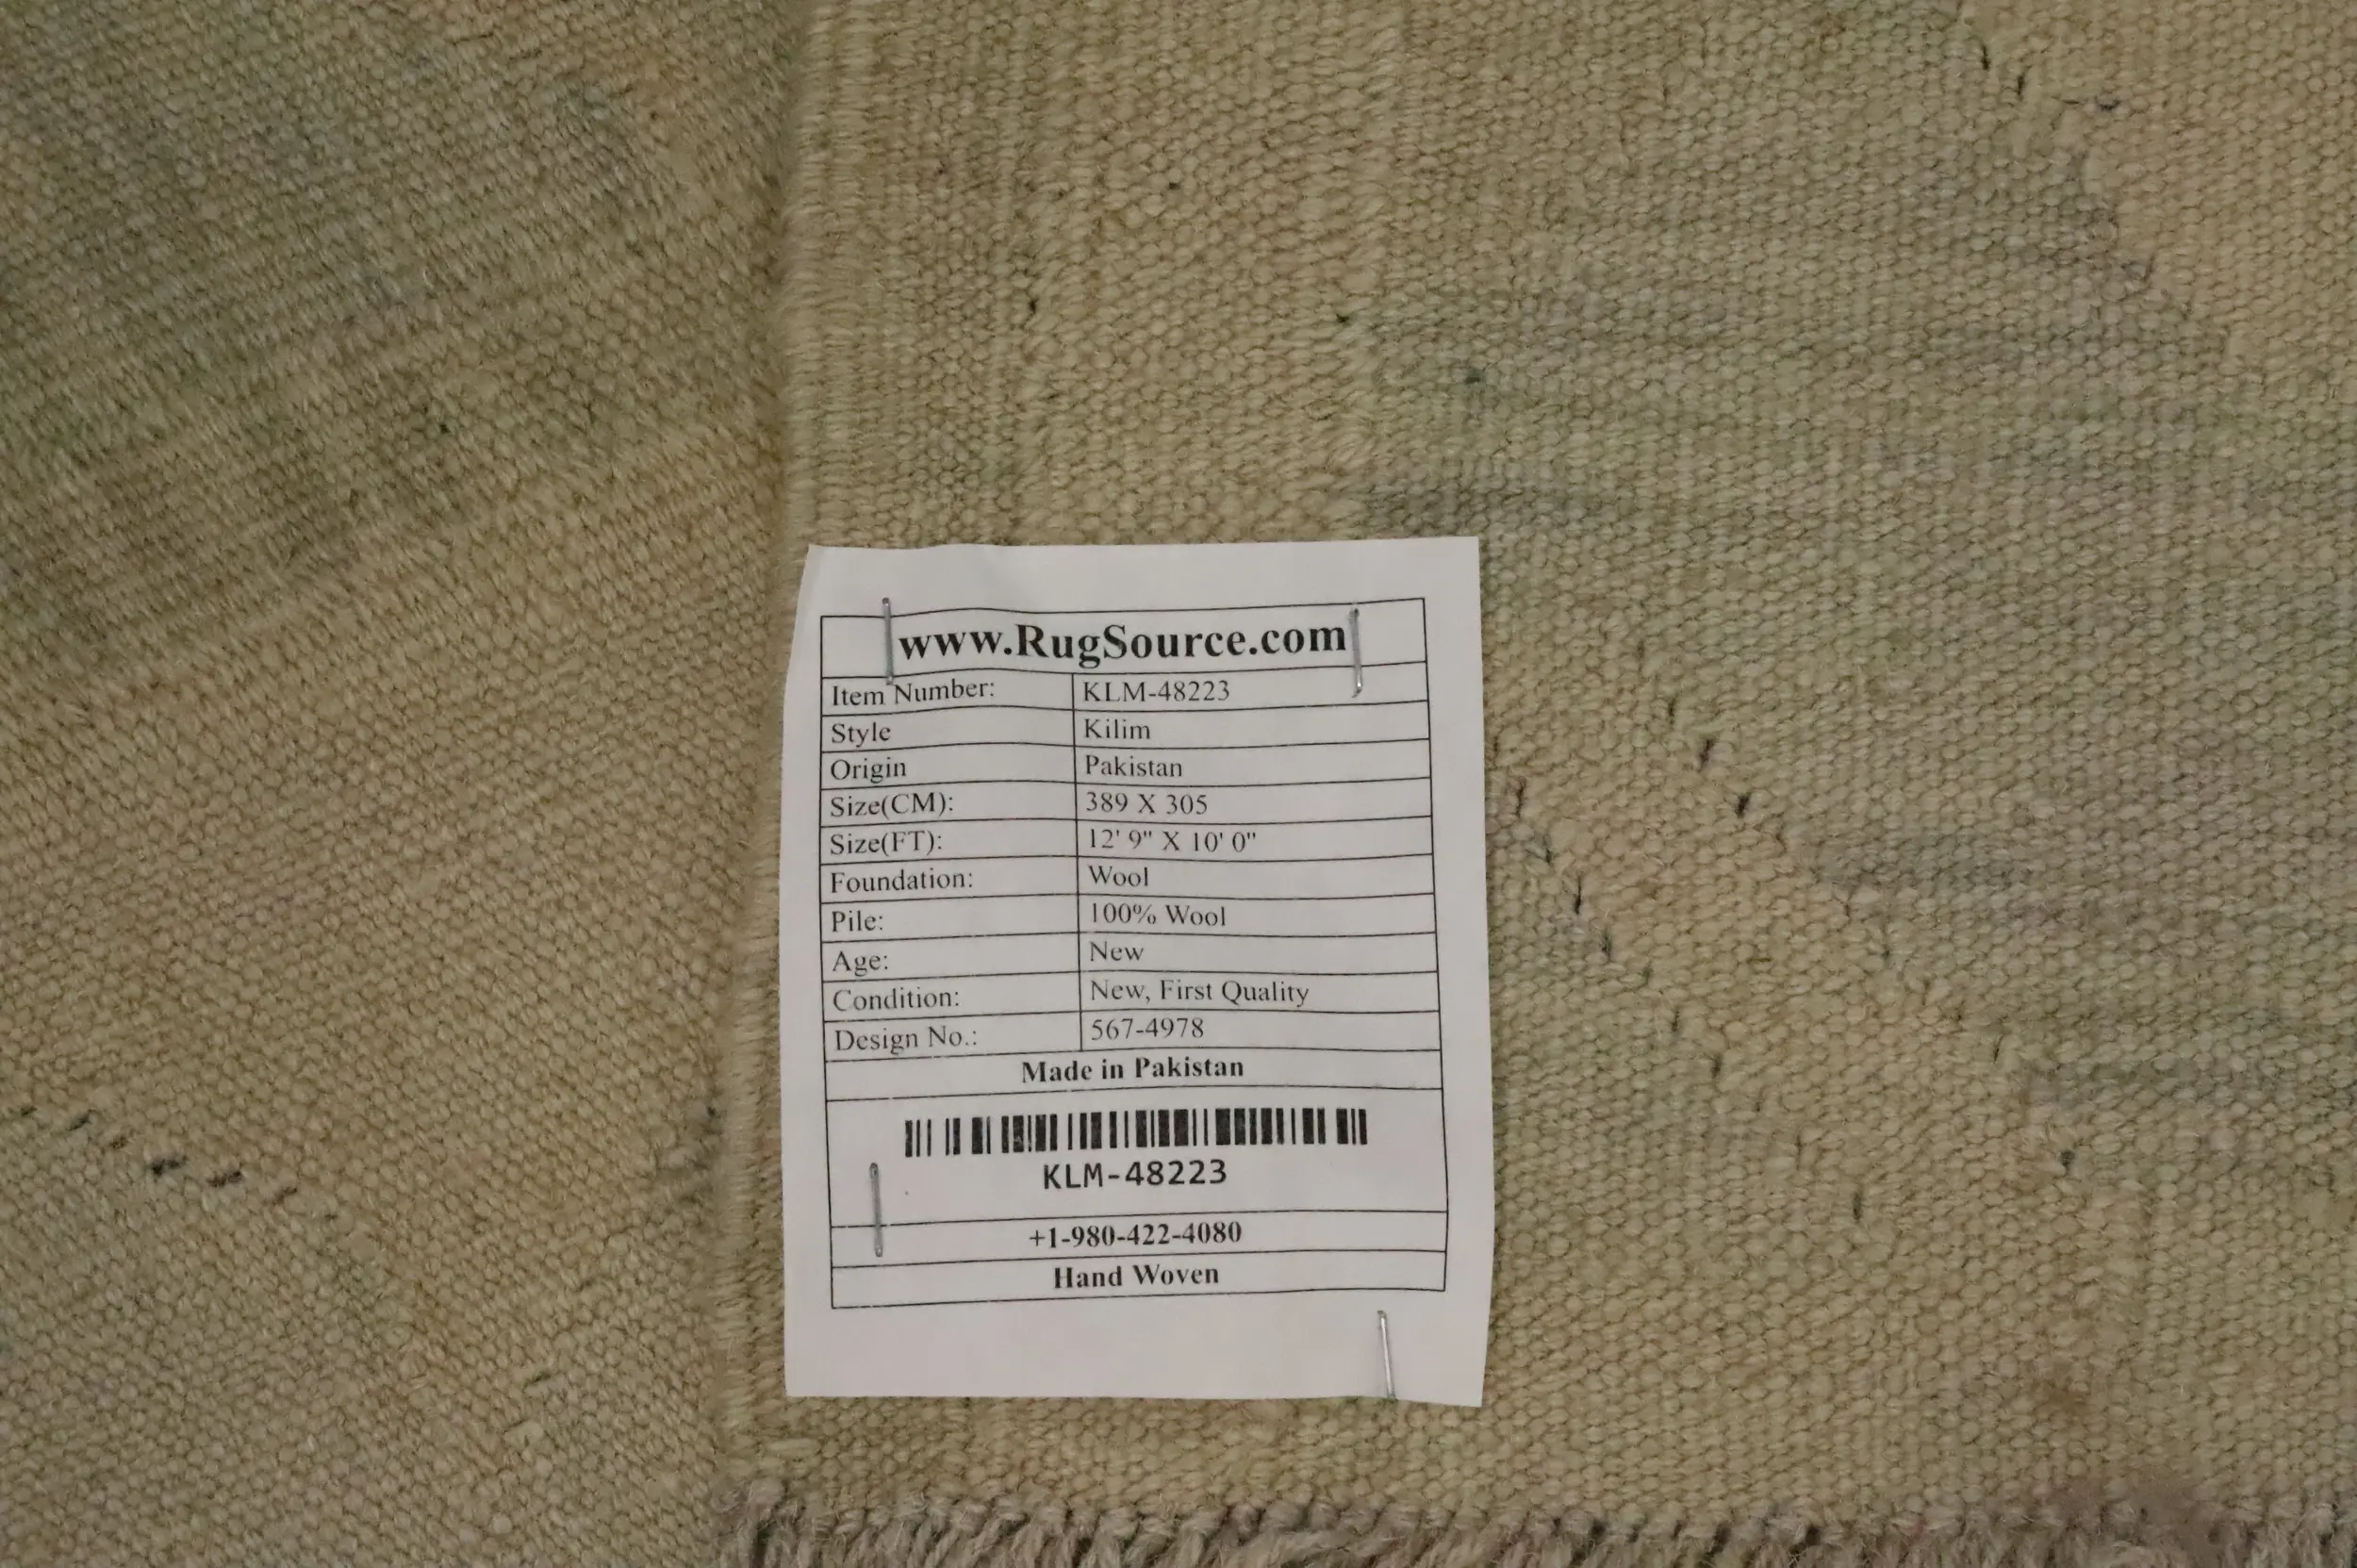 www.RugSource.com
Item Number: KLM-48223
Style Kilim
Origin Pakistan
Size(CM): 389 X 305
Size(FT): 12' 9" X 10' 0"
Foundation: Wool
Pile: 100% Wool
Age: New
Condition: New, First Quality
Design No.: 567-4978
Made in Pakistan
KLM-48223
+1-980-422-4080
Hand Woven